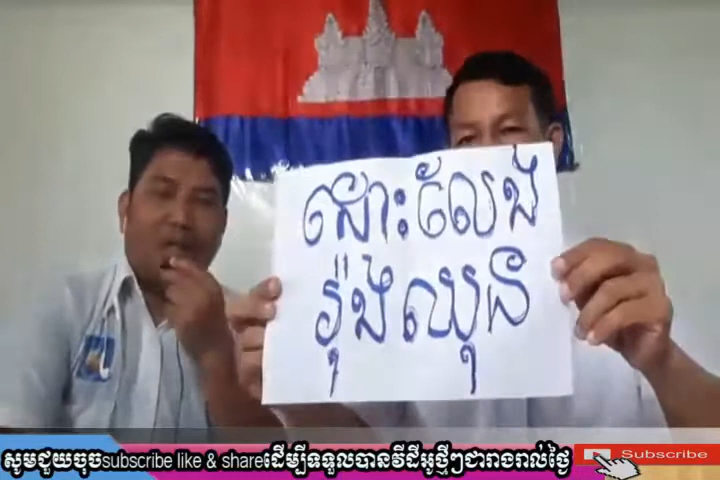 ដោះលែង
រ៉ុងឈុន
សូមជួយចុចsubscribe like & shareដើម្បីទទួលបានវីដីអូថ្មីៗជារាងរាល់ថ្ងៃ
Subscribe